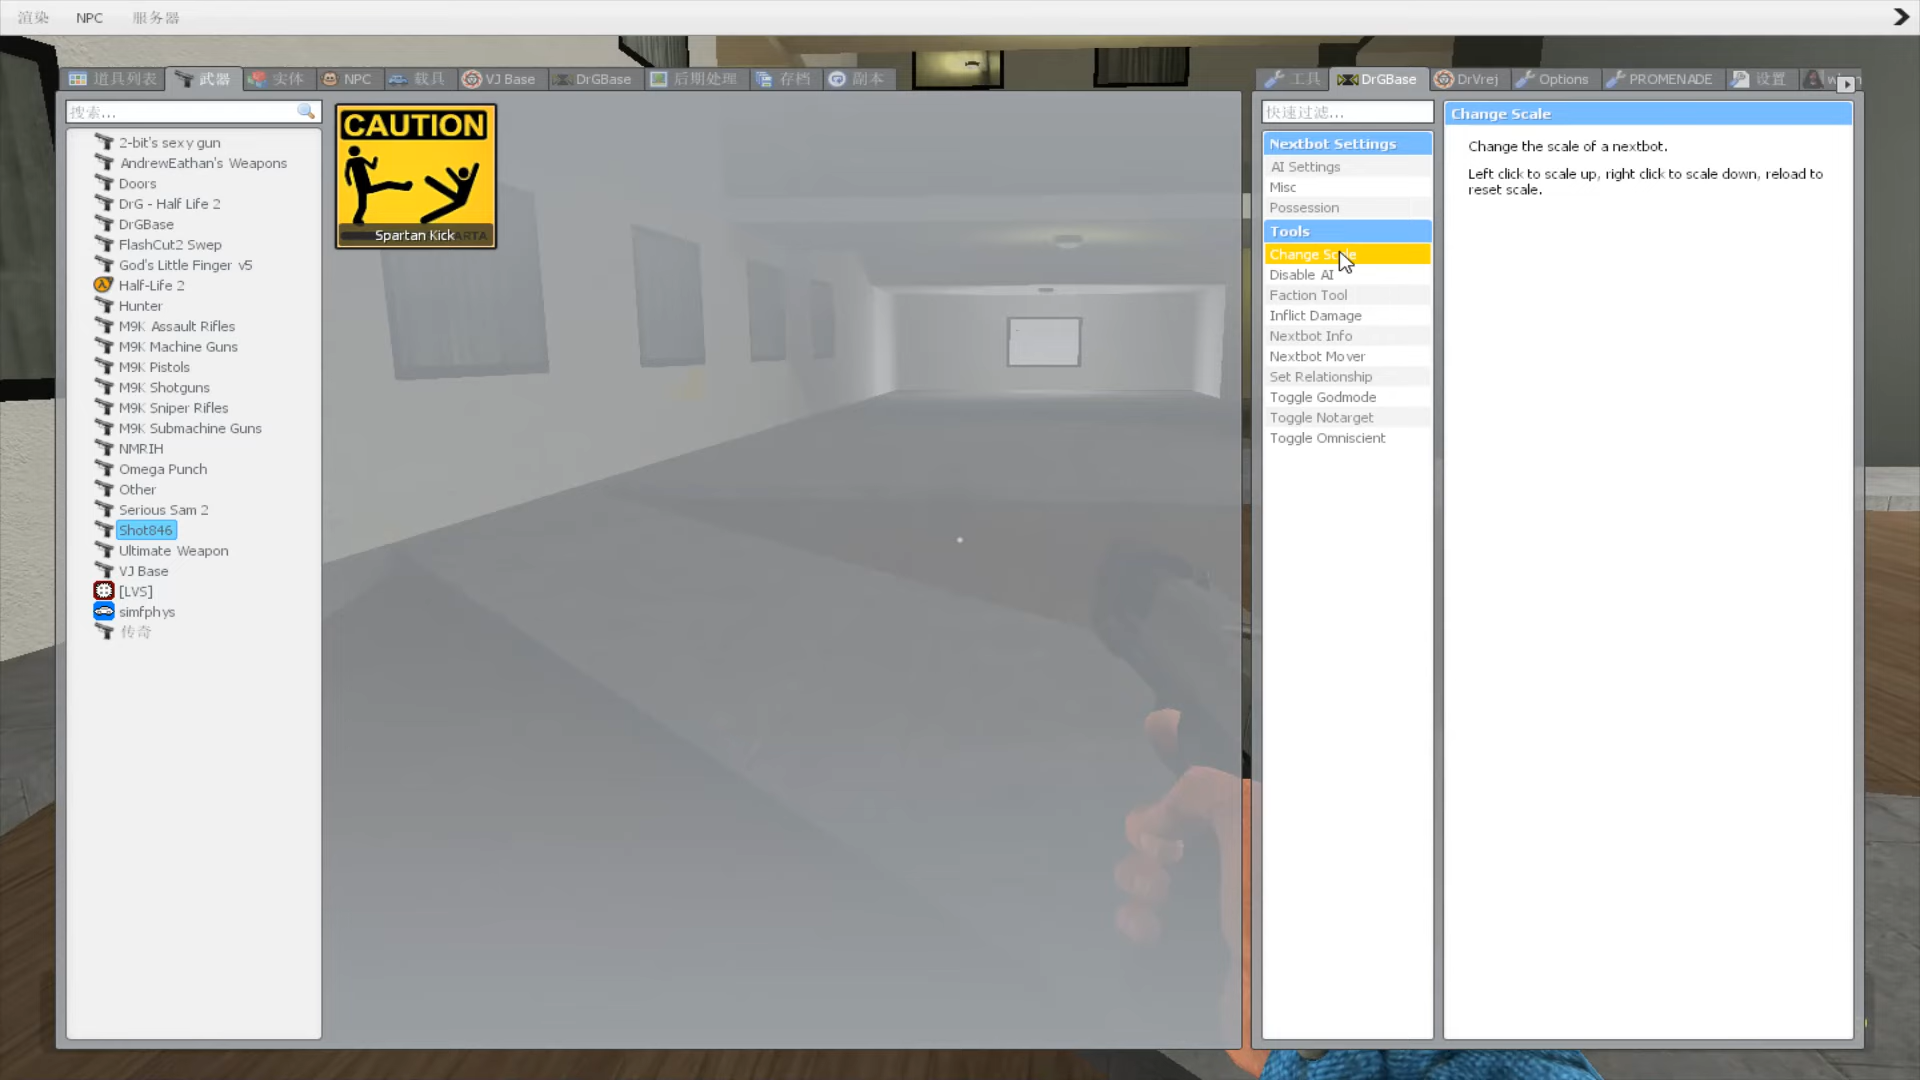 渲染 NPC 服务器
道具列表 武器 实体 NPC 载具 VJ Base DrGBase 后期处理 存档 副本
搜索...
2-bit's sexy gun
AndrewEathan's Weapons
Doors
DrG - Half Life 2
DrGBase
FlashCut2 Swep
God's Little Finger v5
Half-Life 2
Hunter
M9K Assault Rifles
M9K Machine Guns
M9K Pistols
M9K Shotguns
M9K Sniper Rifles
M9K Submachine Guns
NMRIH
Omega Punch
Other
Serious Sam 2
Shot846
Ultimate Weapon
VJ Base
[LVS]
simfphys
传奇
CAUTION
Spartan Kick
工具 DrGBase DrVrej Options PROMENADE 设置
快速过滤...
Nextbot Settings
AI Settings
Misc
Possession
Tools
Change Scale
Disable AI
Faction Tool
Inflict Damage
Nextbot Info
Nextbot Mover
Set Relationship
Toggle Godmode
Toggle Notarget
Toggle Omniscient
Change Scale
Change the scale of a nextbot.
Left click to scale up, right click to scale down, reload to
reset scale.